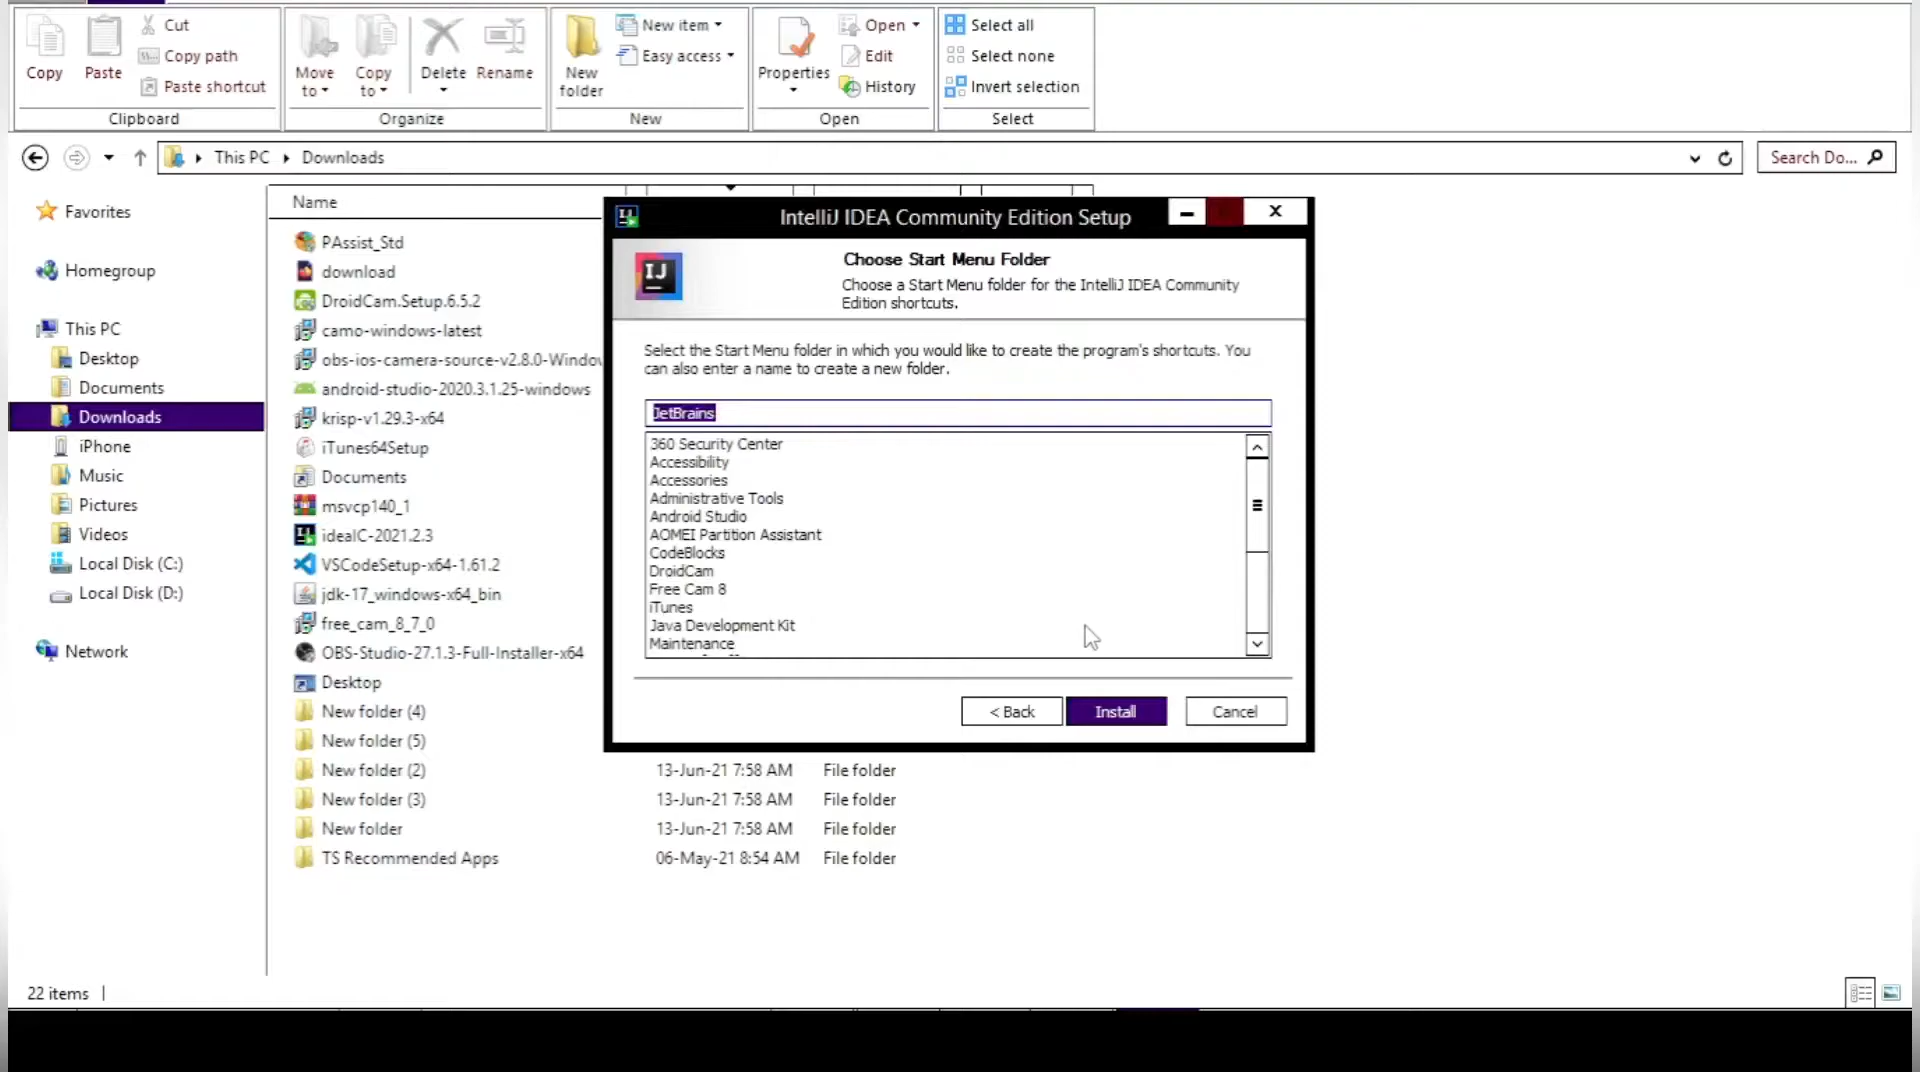 Copy
Paste
Cut
Copy path
Paste shortcut
Clipboard
Move to
Copy to
Delete
Rename
Organize
New folder
New item
Easy access
New
Properties
Open
Edit
History
Open
Select all
Select none
Invert selection
Select
This PC
Downloads
Search Do...
Favorites
Homegroup
This PC
Desktop
Documents
Downloads
iPhone
Music
Pictures
Videos
Local Disk (C:)
Local Disk (D:)
Network
Name
PAssist_Std
download
DroidCam.Setup.6.5.2
camo-windows-latest
obs-ios-camera-source-v2.8.0-Window
android-studio-2020.3.1.25-windows
krisp-v1.29.3-x64
iTunes64Setup
Documents
msvcp140_1
ideaIC-2021.2.3
VSCodeSetup-x64-1.61.2
jdk-17_windows-x64_bin
free_cam_8_7_0
OBS-Studio-27.1.3-Full-Installer-x64
Desktop
New folder (4)
New folder (5)
New folder (2) 13-Jun-21 7:58 AM File folder
New folder (3) 13-Jun-21 7:58 AM File folder
New folder 13-Jun-21 7:58 AM File folder
TS Recommended Apps 06-May-21 8:54 AM File folder
IntelliJ IDEA Community Edition Setup
IJ
Choose Start Menu Folder
Choose a Start Menu folder for the IntelliJ IDEA Community
Edition shortcuts.
Select the Start Menu folder in which you would like to create the program's shortcuts. You
can also enter a name to create a new folder.
JetBrains
360 Security Center
Accessibility
Accessories
Administrative Tools
Android Studio
AOMEI Partition Assistant
CodeBlocks
DroidCam
Free Cam 8
iTunes
Java Development Kit
Maintenance
< Back
Install
Cancel
22 items